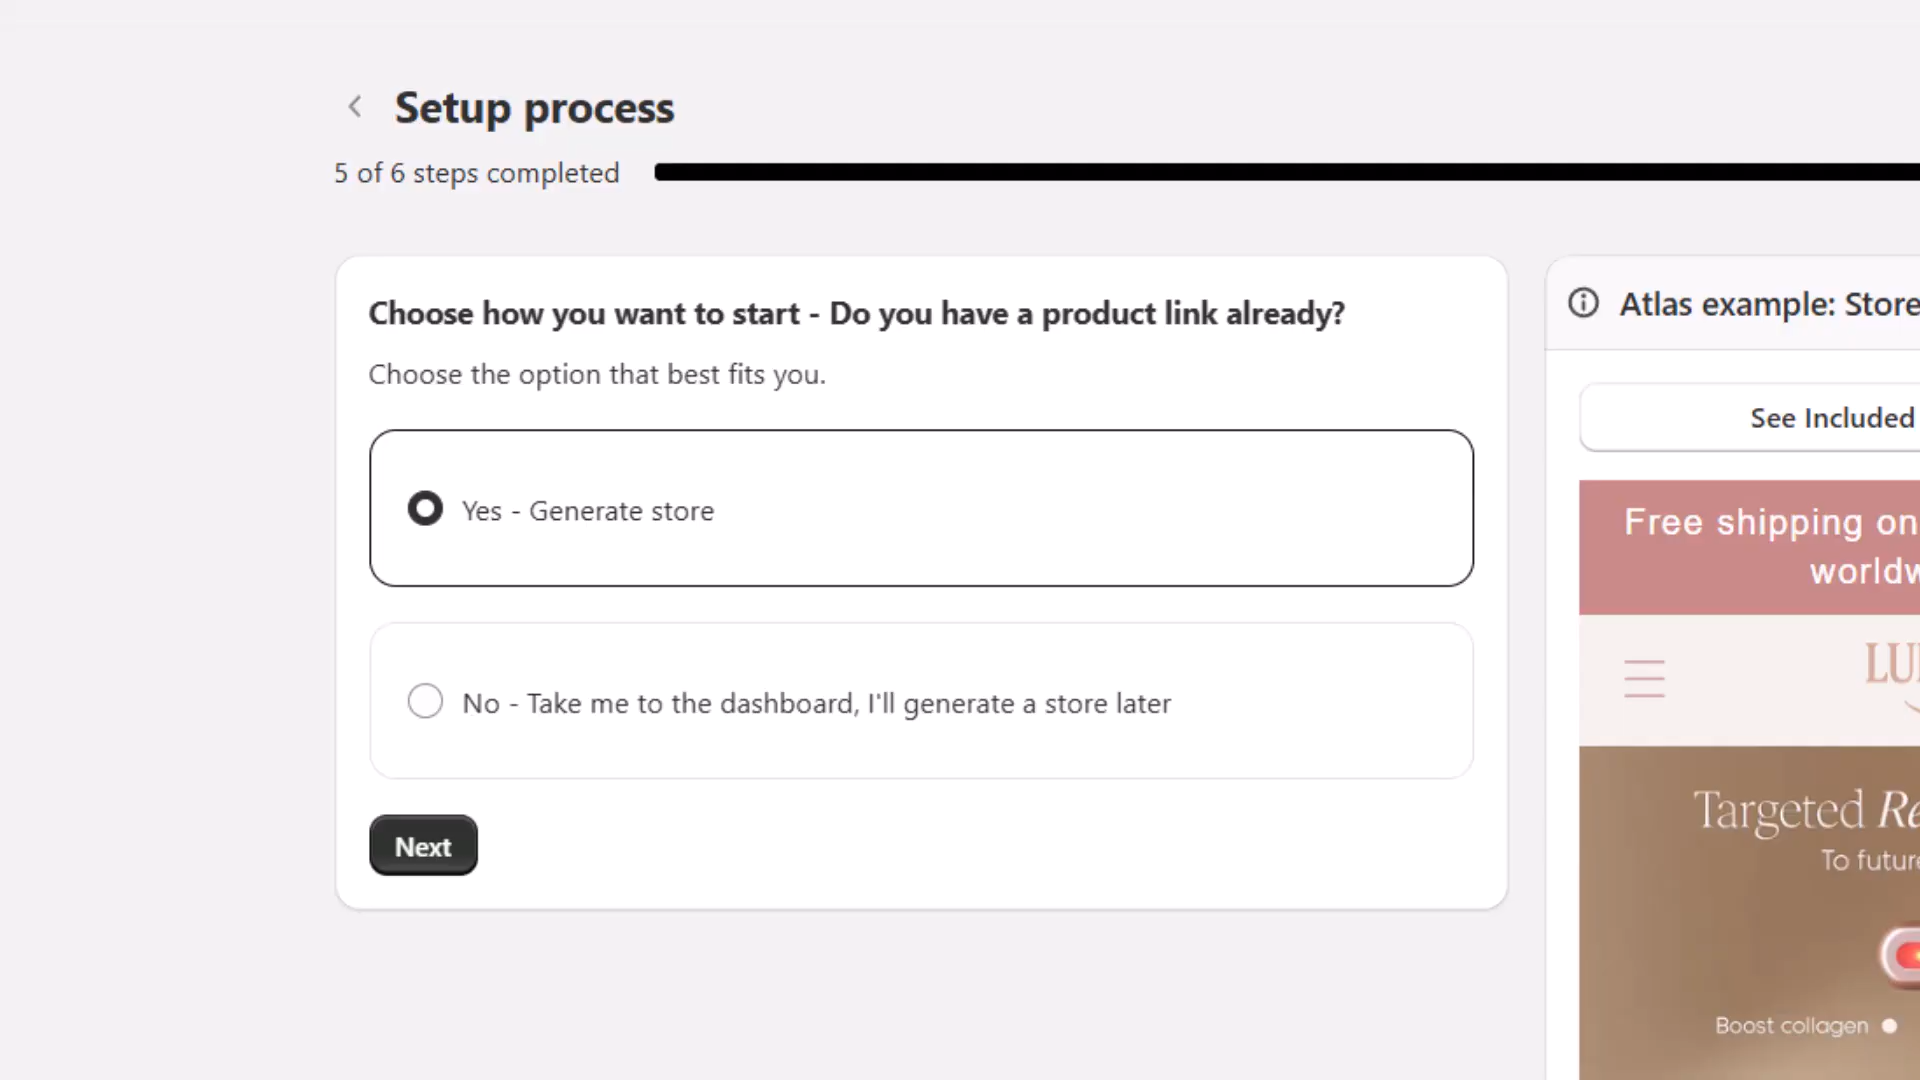 Setup process
5 of 6 steps completed
Choose how you want to start - Do you have a product link already?
Choose the option that best fits you.
Yes - Generate store
No - Take me to the dashboard, I'll generate a store later
Next
Atlas example: Store
See Included
Free shipping on
worldw
LU
Targeted Re
To future
Boost collagen